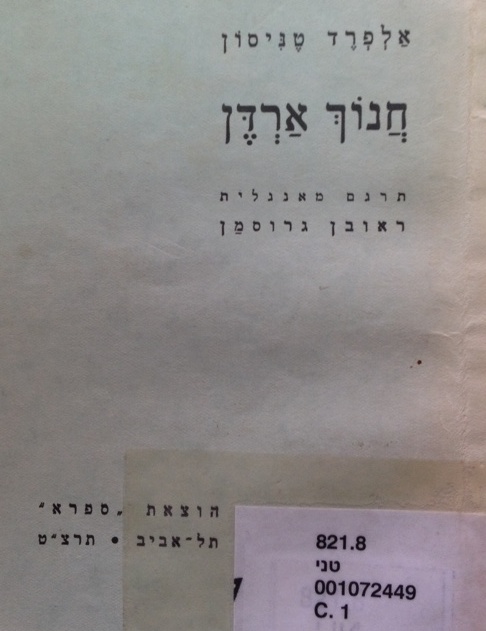 אַלְפְרֶד טֶנִּיסוֹן
חֲנוֹךְ אַרְדֶּן
תרגם מאנגלית
ראובן גרוסמַן
הוצאת „ספרא“
תל־אביב • תרצ״ט
821.8
טני
001072449
C. 1